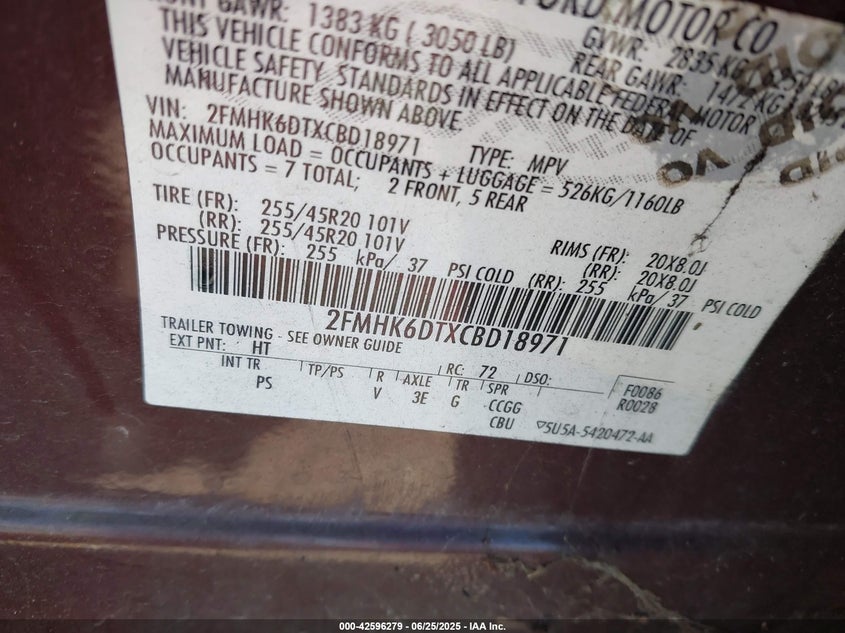 FORD MOTOR CO
FRONT GAWR: 1383 KG ( 3050 LB)
GVWR: 2835 KG
REAR GAWR: 1472 KG
THIS VEHICLE CONFORMS TO ALL APPLICABLE FEDERAL MOTOR
VEHICLE SAFETY STANDARDS IN EFFECT ON THE DATE OF
MANUFACTURE SHOWN ABOVE.
VIN: 2FMHK6DTXCBD18971
TYPE: MPV
MAXIMUM LOAD = OCCUPANTS + LUGGAGE = 526KG/1160LB
OCCUPANTS = 7 TOTAL; 2 FRONT, 5 REAR
TIRE (FR): 255/45R20 101V
(RR): 255/45R20 101V
RIMS (FR): 20X8.0J
(RR): 20X8.0J
PRESSURE (FR): 255 kPa/ 37 PSI COLD (RR): 255 kPa/37 PSI COLD
2FMHK6DTXCBD18971
TRAILER TOWING - SEE OWNER GUIDE
EXT PNT: HT RC: 72 DSO:
INT TR TP/PS R AXLE TR SPR
PS V 3E G CCGG
CBU
F0086
R0028
5U5A-5420472-AA
VOID
000-42596279 - 06/25/2025 - IAA Inc.